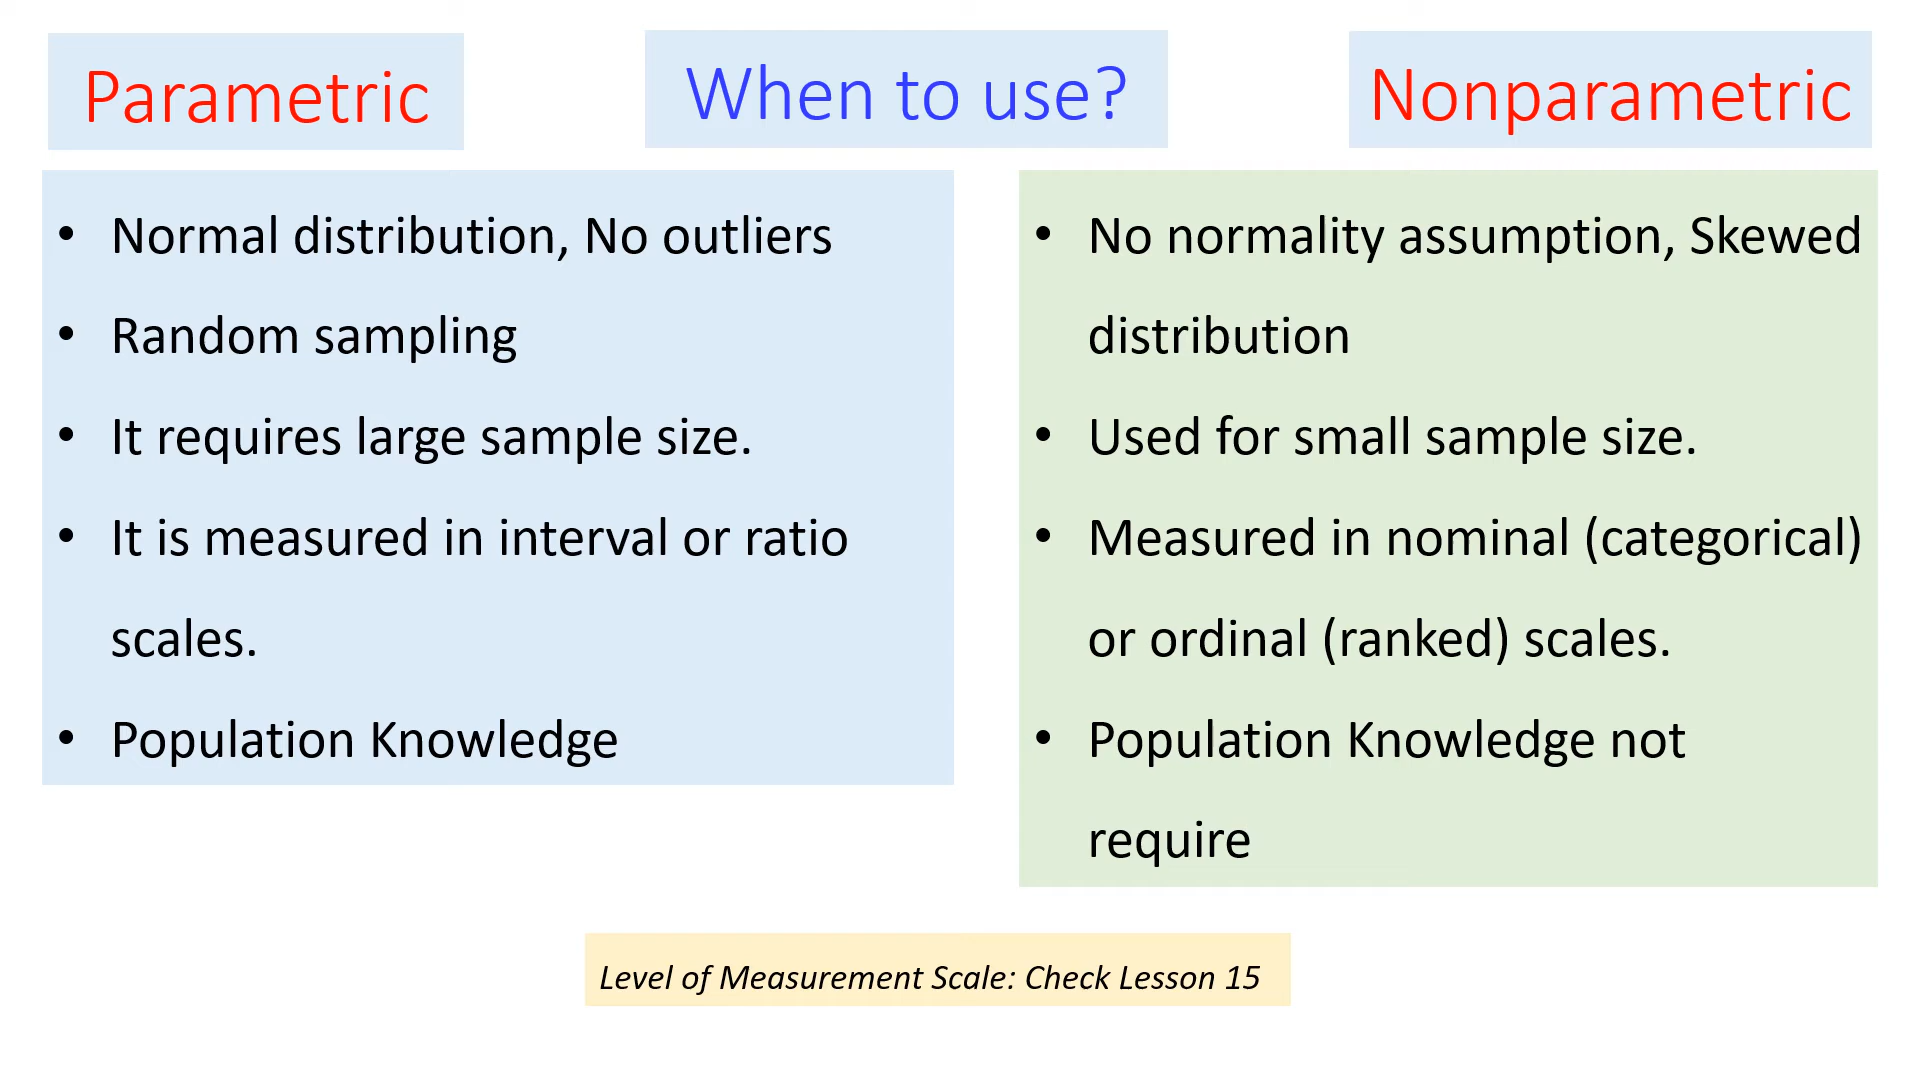 Parametric
When to use?
Nonparametric
• Normal distribution, No outliers
• Random sampling
• It requires large sample size.
• It is measured in interval or ratio
scales.
• Population Knowledge
• No normality assumption, Skewed
distribution
• Used for small sample size.
• Measured in nominal (categorical)
or ordinal (ranked) scales.
• Population Knowledge not
require
Level of Measurement Scale: Check Lesson 15